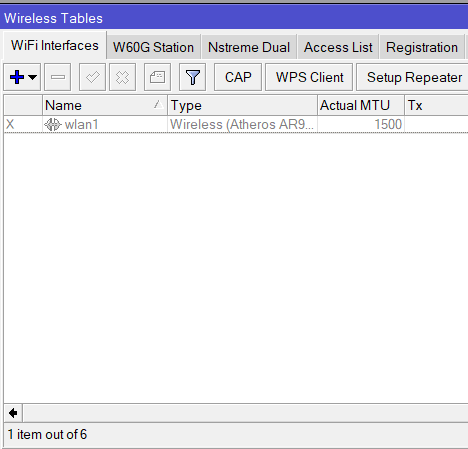 Wireless Tables
WiFi Interfaces W60G Station Nstreme Dual Access List Registration
CAP WPS Client Setup Repeater
Name Type Actual MTU Tx
X wlan1 Wireless (Atheros AR9... 1500
1 item out of 6